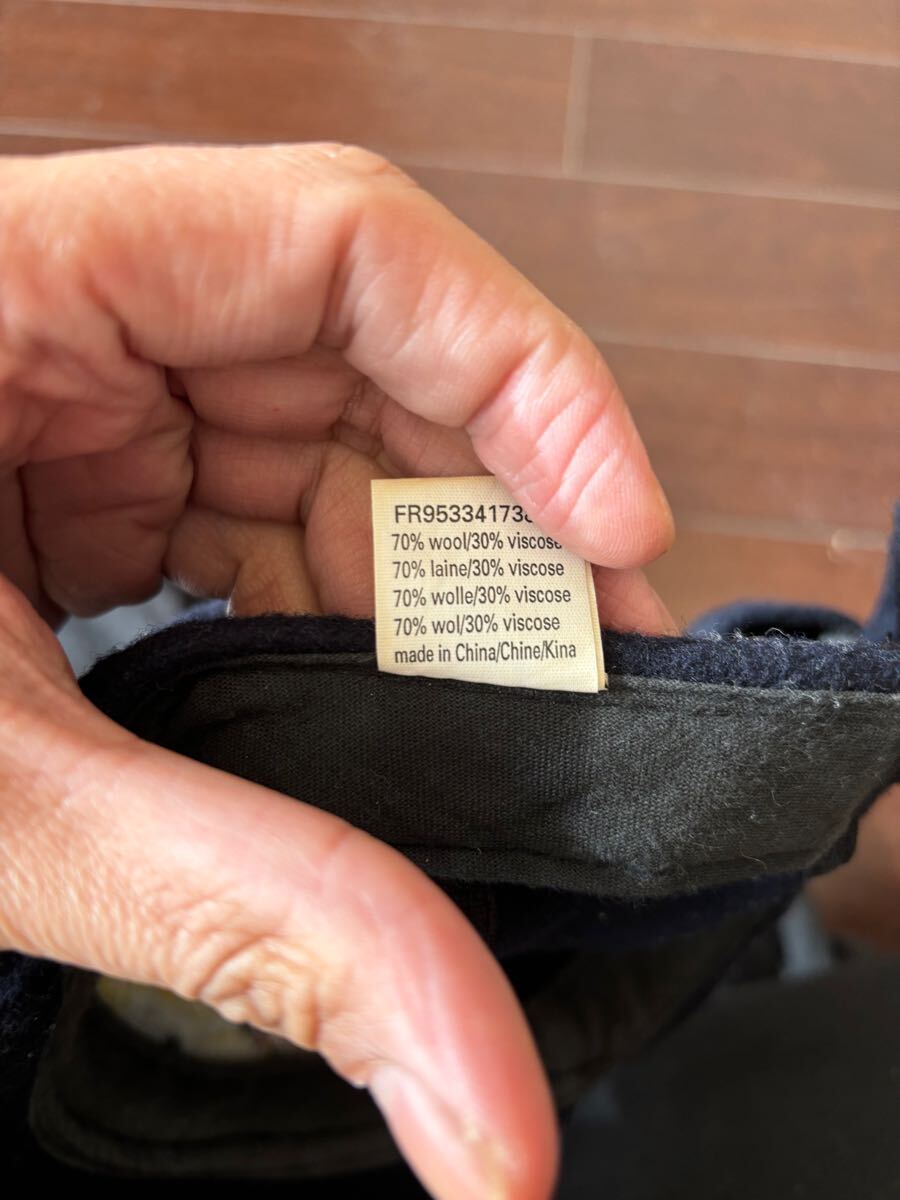 FR95334173
70% wool/30% viscose
70% laine/30% viscose
70% wolle/30% viscose
70% wol/30% viscose
made in China/Chine/Kina